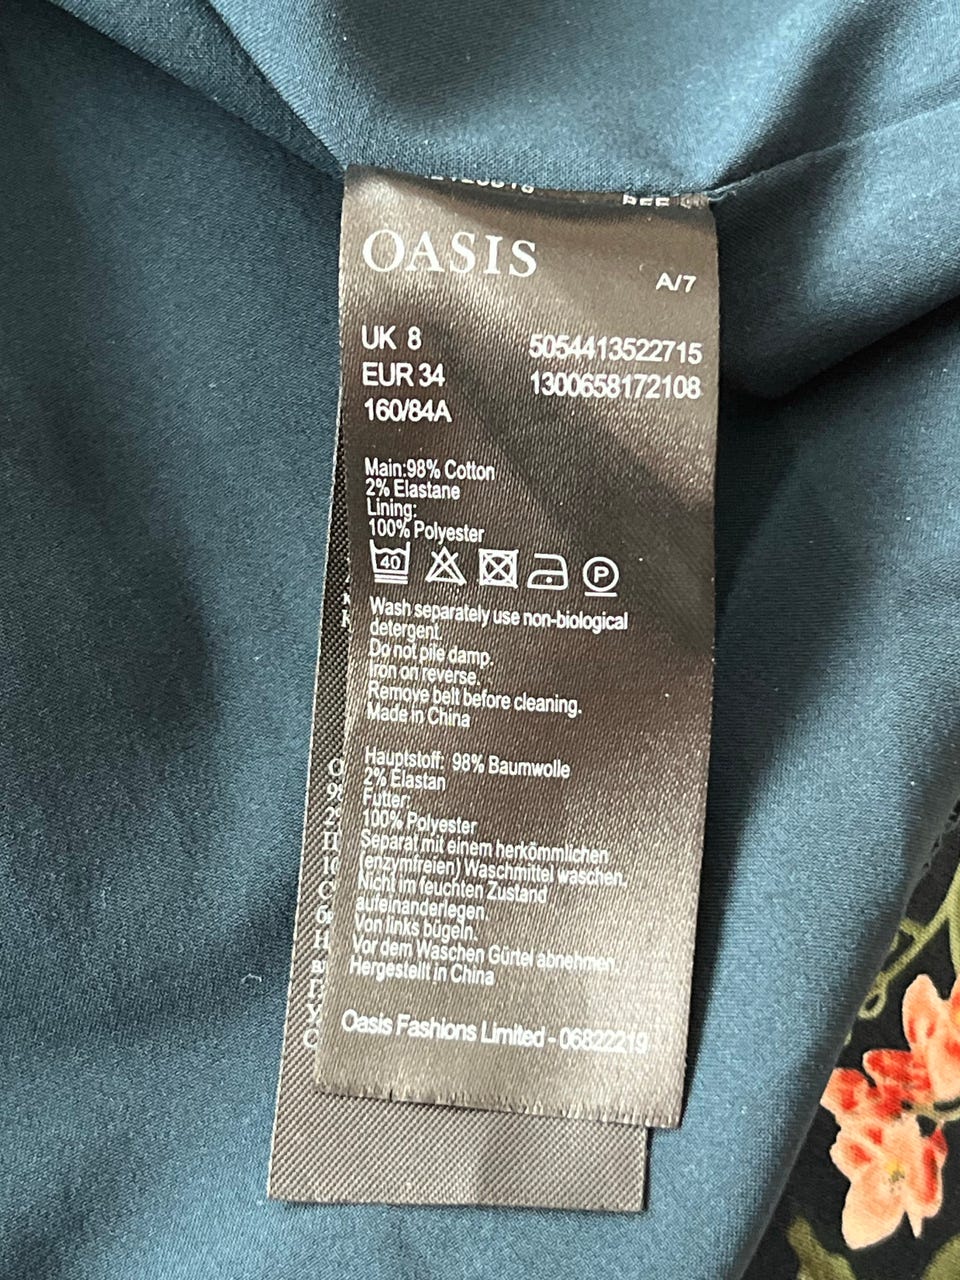 OASIS
A/7
UK 8 5054413522715
EUR 34 1300658172108
160/84A
Main:98% Cotton
2% Elastane
Lining:
100% Polyester
40 P
Wash separately use non-biological
detergent.
Do not pile damp.
Iron on reverse.
Remove belt before cleaning.
Made in China
Hauptstoff: 98% Baumwolle
2% Elastan
Futter:
100% Polyester
Separat mit einem herkömmlichen
(enzymfreien) Waschmittel waschen.
Nicht im feuchten Zustand
aufeinanderlegen.
Von links bügeln.
Vor dem Waschen Gürtel abnehmen.
Hergestellt in China
Oasis Fashions Limited - 06822219